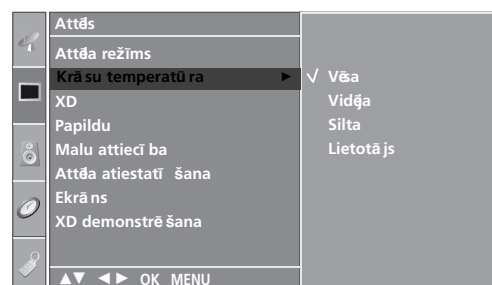 Attēls
Attēla režīms
Krāsu temperatūra ►
XD
Papildu
Malu attiecība
Attēla atiestatīšana
Ekrāns
XD demonstrēšana
▲▼ ◄► OK MENU
√ Vēsa
Vidēja
Silta
Lietotājs